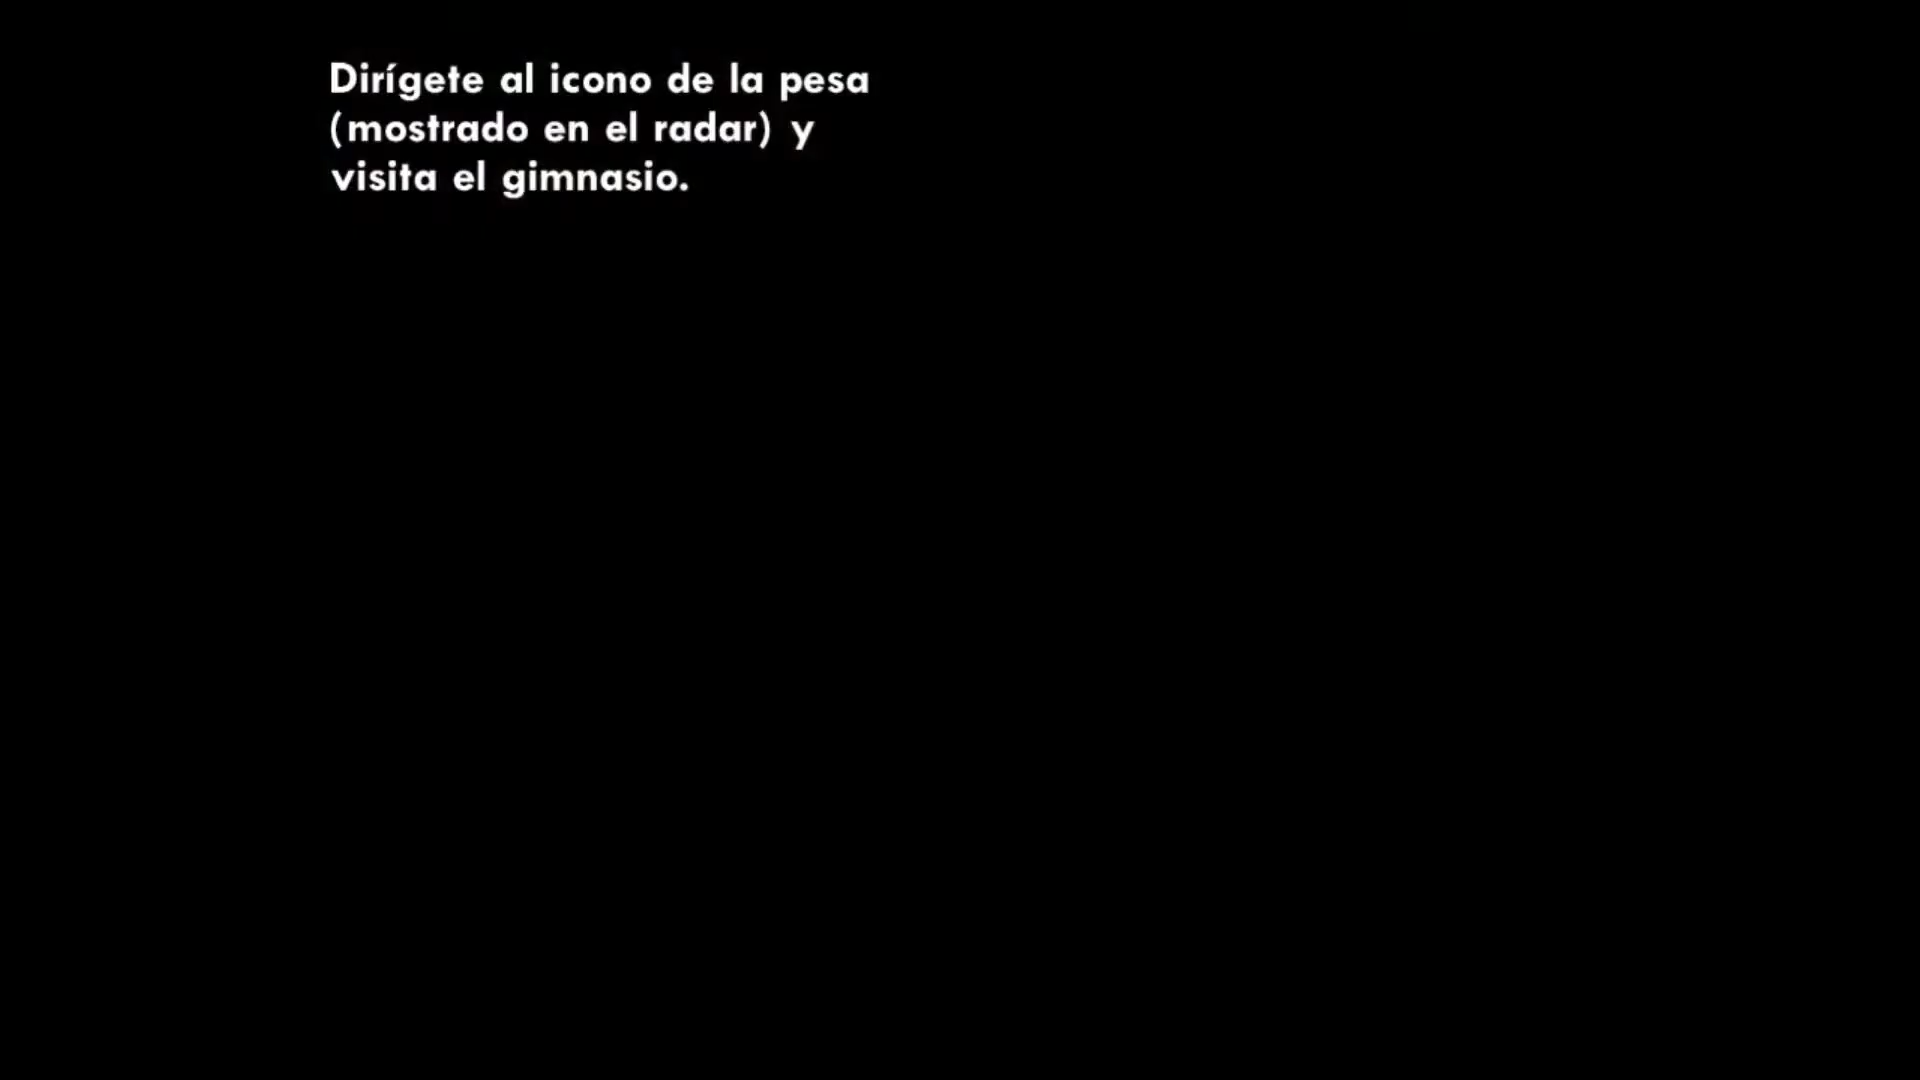 Dirígete al icono de la pesa
(mostrado en el radar) y
visita el gimnasio.